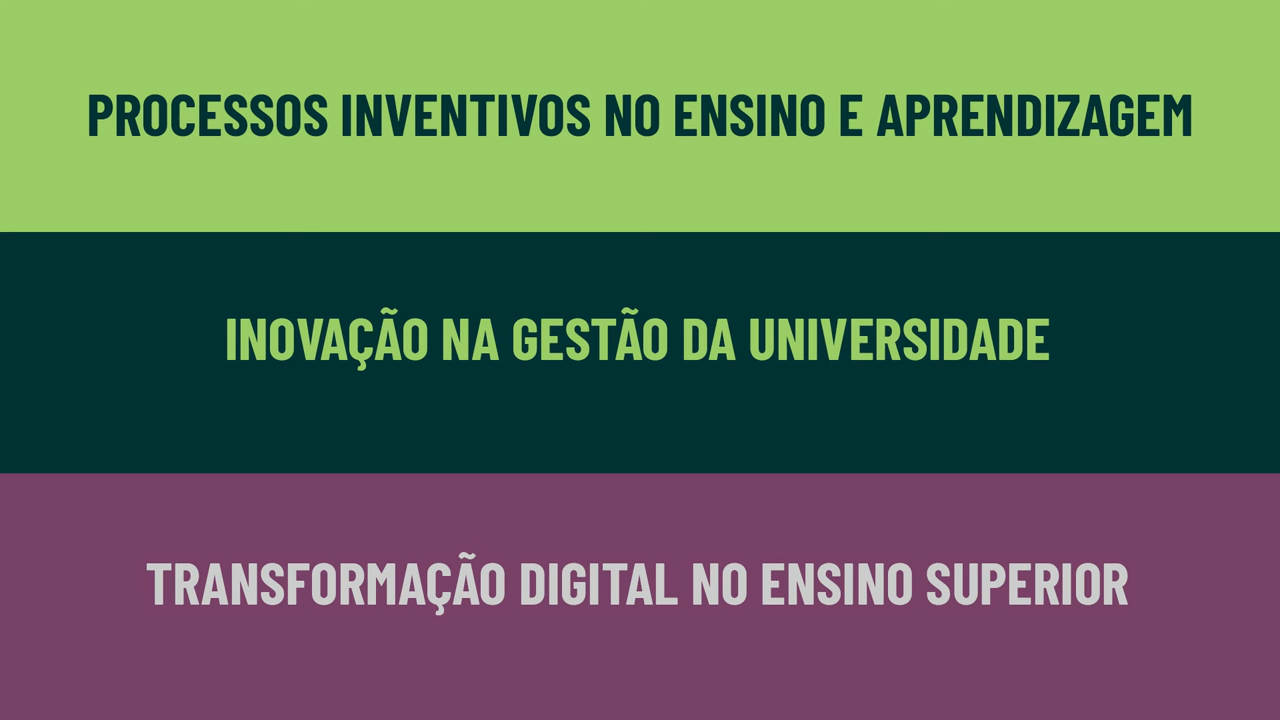 PROCESSOS INVENTIVOS NO ENSINO E APRENDIZAGEM
INOVAÇÃO NA GESTÃO DA UNIVERSIDADE
TRANSFORMAÇÃO DIGITAL NO ENSINO SUPERIOR